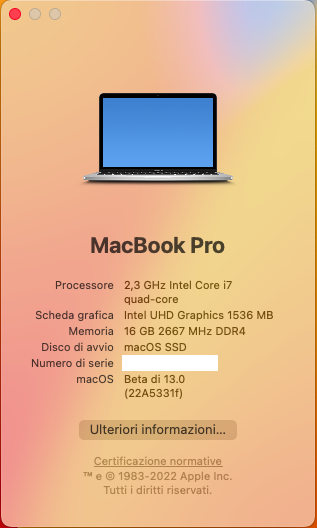 MacBook Pro
Processore 2,3 GHz Intel Core i7
quad-core
Scheda grafica Intel UHD Graphics 1536 MB
Memoria 16 GB 2667 MHz DDR4
Disco di avvio macOS SSD
Numero di serie
macOS Beta di 13.0
(22A5331f)
Ulteriori informazioni...
Certificazione normative
™ e © 1983-2022 Apple Inc.
Tutti i diritti riservati.